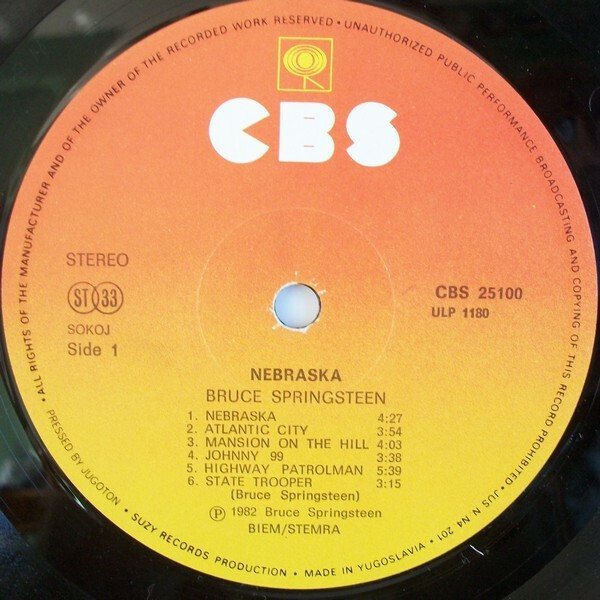 • ALL RIGHTS OF THE MANUFACTURER AND OF THE OWNER OF THE RECORDED WORK RESERVED • UNAUTHORIZED PUBLIC PERFORMANCE BROADCASTING AND COPYING OF THIS RECORD PROHIBITED • JUS N N4 201
CBS
STEREO
ST 33
SOKOJ
Side 1
CBS 25100
ULP 1180
NEBRASKA
BRUCE SPRINGSTEEN
1. NEBRASKA 4:27
2. ATLANTIC CITY 3:54
3. MANSION ON THE HILL 4:03
4. JOHNNY 99 3:38
5. HIGHWAY PATROLMAN 5:39
6. STATE TROOPER 3:15
(Bruce Springsteen)
Ⓟ 1982 Bruce Springsteen
BIEM/STEMRA
PRESSED BY JUGOTON • SUZY RECORDS PRODUCTION • MADE IN YUGOSLAVIA •